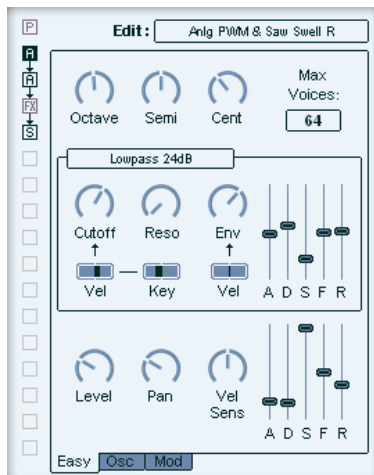 P
Edit: Anlg PWM & Saw Swell R
A
A
FX
S
Octave Semi Cent
Max
Voices:
64
Lowpass 24dB
Cutoff Reso Env
Vel Key Vel
A D S F R
Level Pan Vel
Sens
A D S F R
Easy Osc Mod